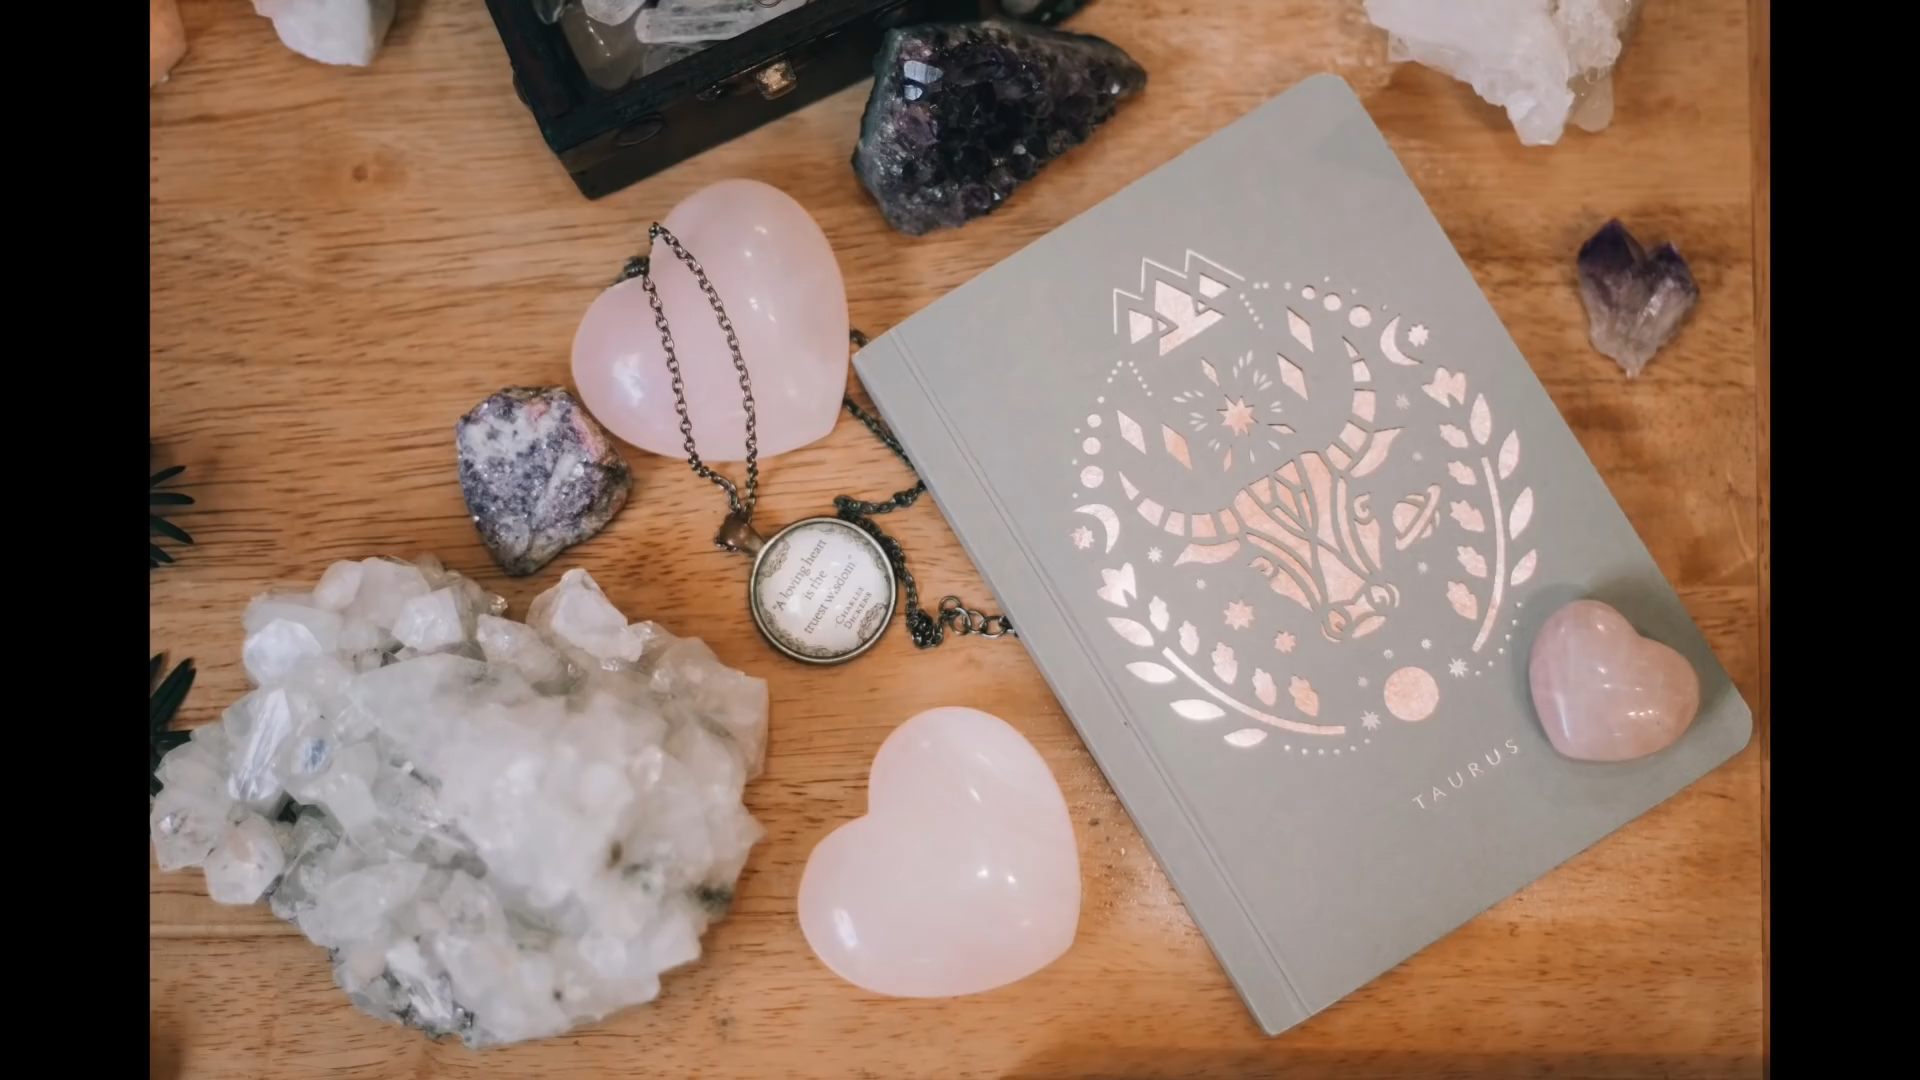 "A loving heart
is the
truest wisdom."
CHARLES
DICKENS
TAURUS